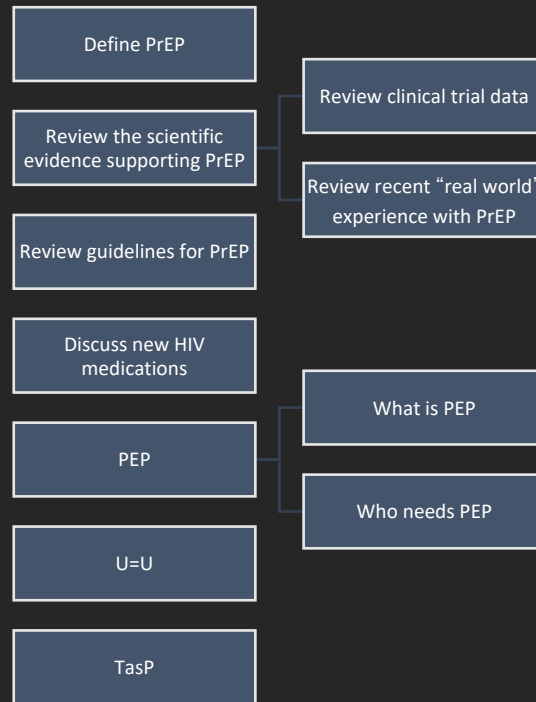 Define PrEP
Review the scientific
evidence supporting PrEP
Review clinical trial data
Review recent “real world”
experience with PrEP
Review guidelines for PrEP
Discuss new HIV
medications
PEP
What is PEP
Who needs PEP
U=U
TasP